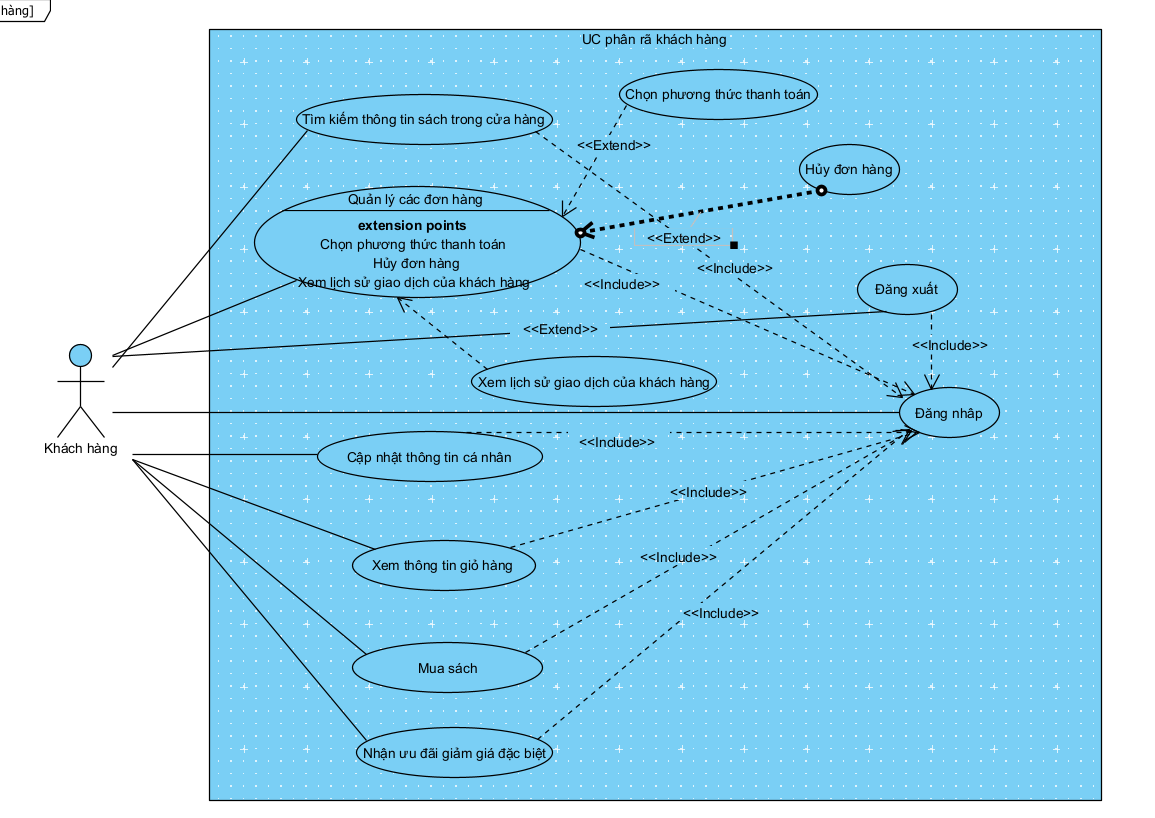 hàng]
UC phân rã khách hàng
Chọn phương thức thanh toán
Tìm kiếm thông tin sách trong cửa hàng
<<Extend>>
Hủy đơn hàng
Quản lý các đơn hàng
extension points
Chọn phương thức thanh toán
Hủy đơn hàng
Xem lịch sử giao dịch của khách hàng
<<Extend>>
<<Include>>
<<Include>>
Đăng xuất
<<Extend>>
<<Include>>
Xem lịch sử giao dịch của khách hàng
Đăng nhập
Khách hàng
<<Include>>
Cập nhật thông tin cá nhân
<<Include>>
<<Include>>
Xem thông tin giỏ hàng
<<Include>>
Mua sách
Nhận ưu đãi giảm giá đặc biệt